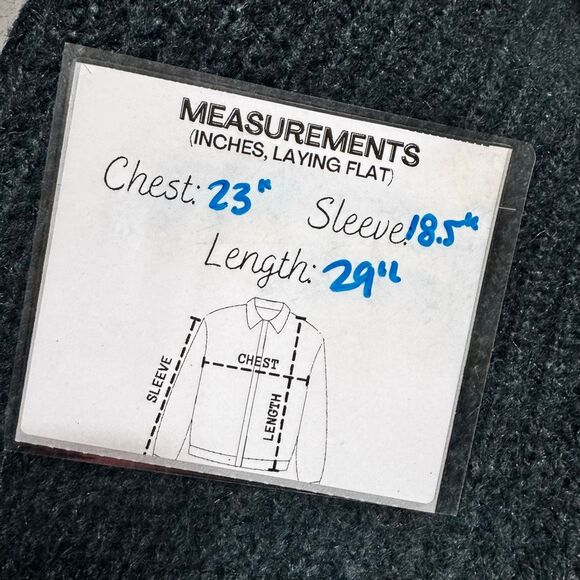 MEASUREMENTS
(INCHES, LAYING FLAT)
Chest: 23"
Sleeve: 18.5"
Length: 29"
SLEEVE
CHEST
LENGTH